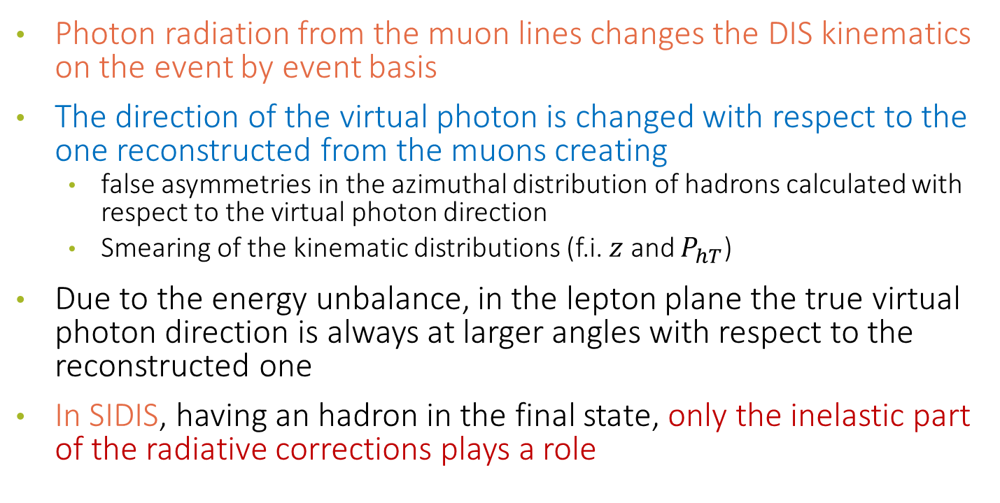 • Photon radiation from the muon lines changes the DIS kinematics
on the event by event basis
• The direction of the virtual photon is changed with respect to the
one reconstructed from the muons creating
• false asymmetries in the azimuthal distribution of hadrons calculated with
respect to the virtual photon direction
• Smearing of the kinematic distributions (f.i. z and P_{hT})
• Due to the energy unbalance, in the lepton plane the true virtual
photon direction is always at larger angles with respect to the
reconstructed one
• In SIDIS, having an hadron in the final state, only the inelastic part
of the radiative corrections plays a role